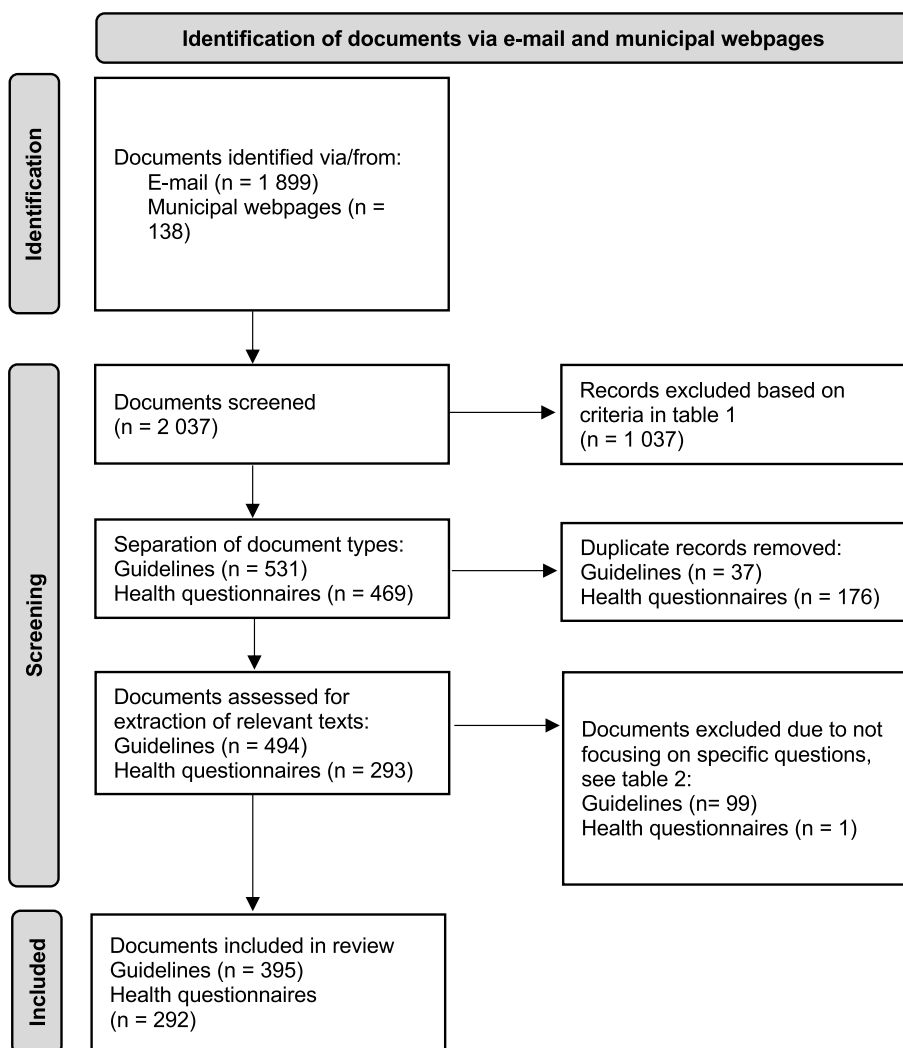 Identification of documents via e-mail and municipal webpages
Identification
Documents identified via/from:
E-mail (n = 1 899)
Municipal webpages (n =
138)
Screening
Documents screened
(n = 2 037)
Records excluded based on
criteria in table 1
(n = 1 037)
Separation of document types:
Guidelines (n = 531)
Health questionnaires (n = 469)
Duplicate records removed:
Guidelines (n = 37)
Health questionnaires (n = 176)
Documents assessed for
extraction of relevant texts:
Guidelines (n = 494)
Health questionnaires (n = 293)
Documents excluded due to not
focusing on specific questions,
see table 2:
Guidelines (n= 99)
Health questionnaires (n = 1)
Included
Documents included in review
Guidelines (n = 395)
Health questionnaires
(n = 292)